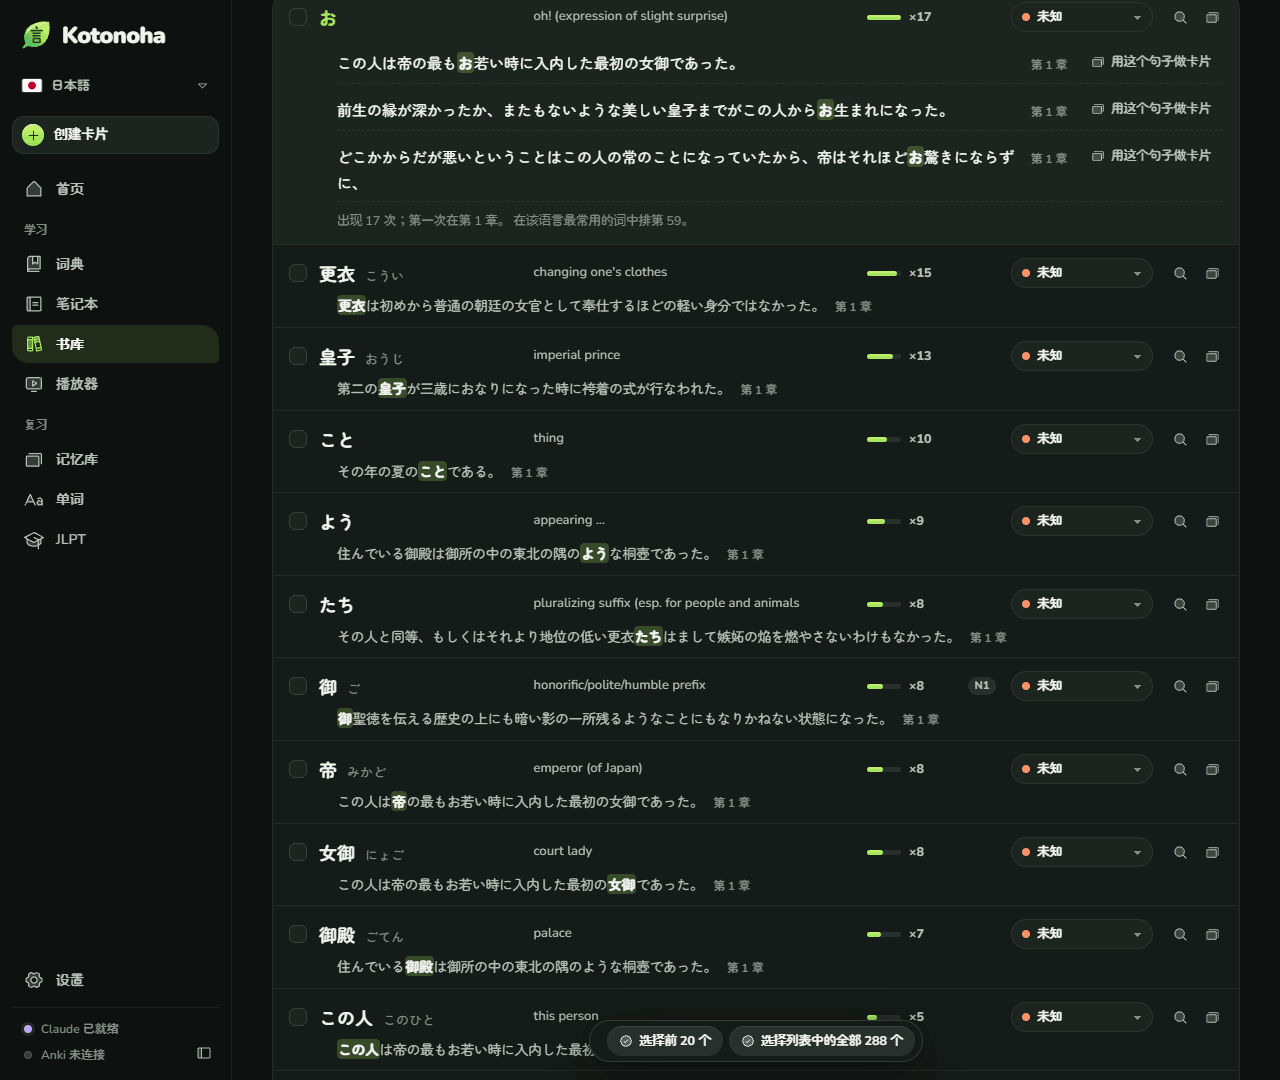 Kotonoha
日本語
创建卡片
首页
学习
词典
笔记本
书库
播放器
复习
记忆库
单词
JLPT
设置
Claude 已就绪
Anki 未连接
お oh! (expression of slight surprise) ×17 未知
この人は帝の最もお若い時に入内した最初の女御であった。 第 1 章 用这个句子做卡片
前生の縁が深かったか、またもないような美しい皇子までがこの人からお生まれになった。 第 1 章 用这个句子做卡片
どこかからだが悪いということはこの人の常のことになっていたから、帝はそれほどお驚きにならず 第 1 章 用这个句子做卡片
に、
出现 17 次；第一次在第 1 章。 在该语言最常用的词中排第 59。
更衣 こうい changing one's clothes ×15 未知
更衣は初めから普通の朝廷の女官として奉仕するほどの軽い身分ではなかった。 第 1 章
皇子 おうじ imperial prince ×13 未知
第二の皇子が三歳におなりになった時に袴着の式が行なわれた。 第 1 章
こと thing ×10 未知
その年の夏のことである。 第 1 章
よう appearing ... ×9 未知
住んでいる御殿は御所の中の東北の隅のような桐壺であった。 第 1 章
たち pluralizing suffix (esp. for people and animals ×8 未知
その人と同等、もしくはそれより地位の低い更衣たちはまして嫉妬の焔を燃やさないわけもなかった。 第 1 章
御 ご honorific/polite/humble prefix ×8 N1 未知
御聖徳を伝える歴史の上にも暗い影の一所残るようなことにもなりかねない状態になった。 第 1 章
帝 みかど emperor (of Japan) ×8 未知
この人は帝の最もお若い時に入内した最初の女御であった。 第 1 章
女御 にょご court lady ×8 未知
この人は帝の最もお若い時に入内した最初の女御であった。 第 1 章
御殿 ごてん palace ×7 未知
住んでいる御殿は御所の中の東北の隅のような桐壺であった。 第 1 章
この人 このひと this person ×5 未知
この人は帝の最もお若い時に入内した最初
选择前 20 个 选择列表中的全部 288 个